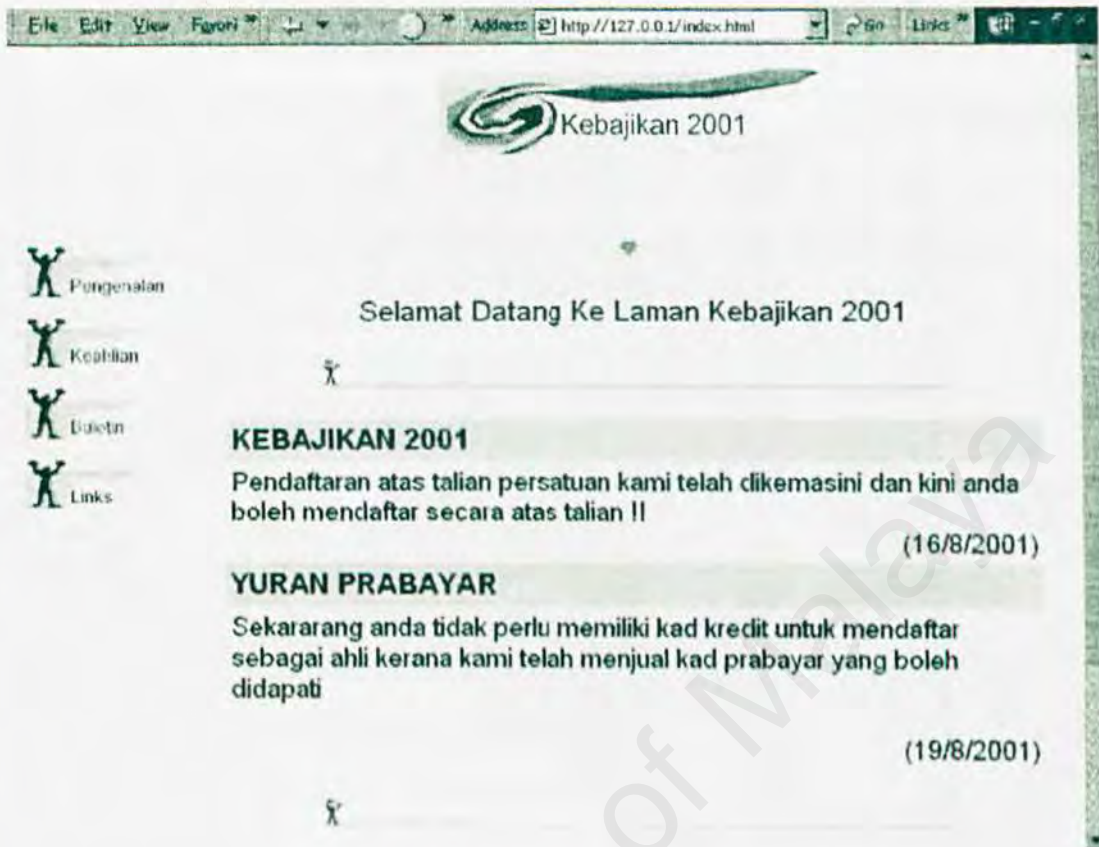 File Edit View Favori » Address http://127.0.0.1/index.html Go Links »
Kebajikan 2001
Pengenalan
Keahlian
Buletin
Links
Selamat Datang Ke Laman Kebajikan 2001
KEBAJIKAN 2001
Pendaftaran atas talian persatuan kami telah dikemasini dan kini anda
boleh mendaftar secara atas talian !!
(16/8/2001)
YURAN PRABAYAR
Sekararang anda tidak perlu memiliki kad kredit untuk mendaftar
sebagai ahli kerana kami telah menjual kad prabayar yang boleh
didapati
(19/8/2001)
of Malaya